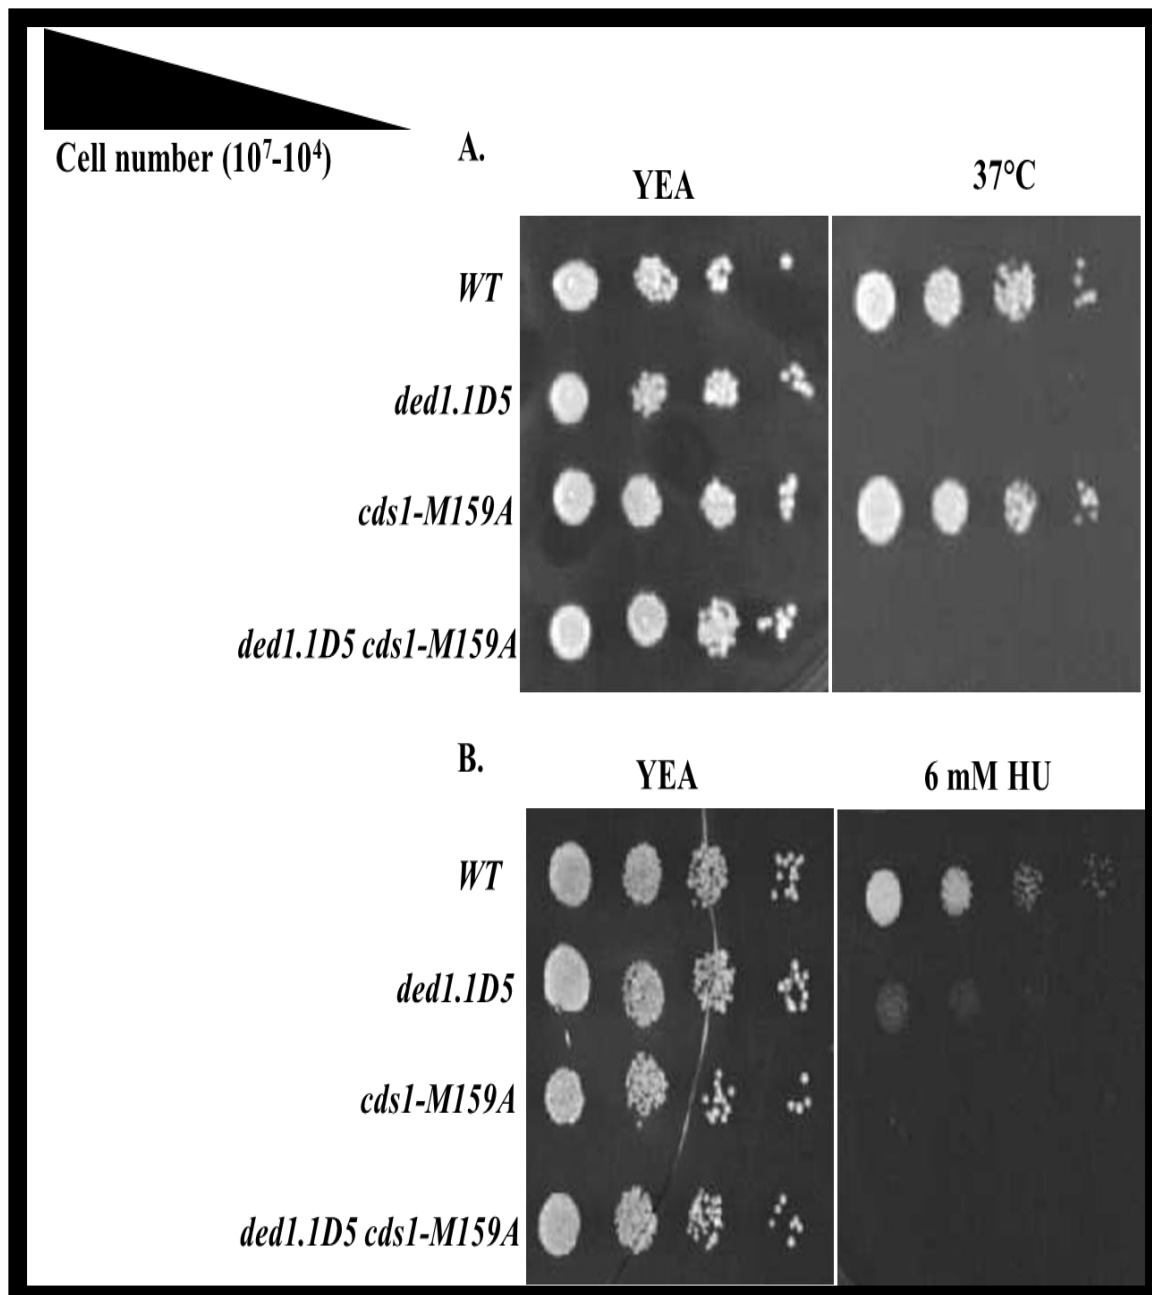 Cell number (10⁷-10⁴)
A.
YEA
37°C
WT
ded1.1D5
cds1-M159A
ded1.1D5 cds1-M159A
B.
YEA
6 mM HU
WT
ded1.1D5
cds1-M159A
ded1.1D5 cds1-M159A